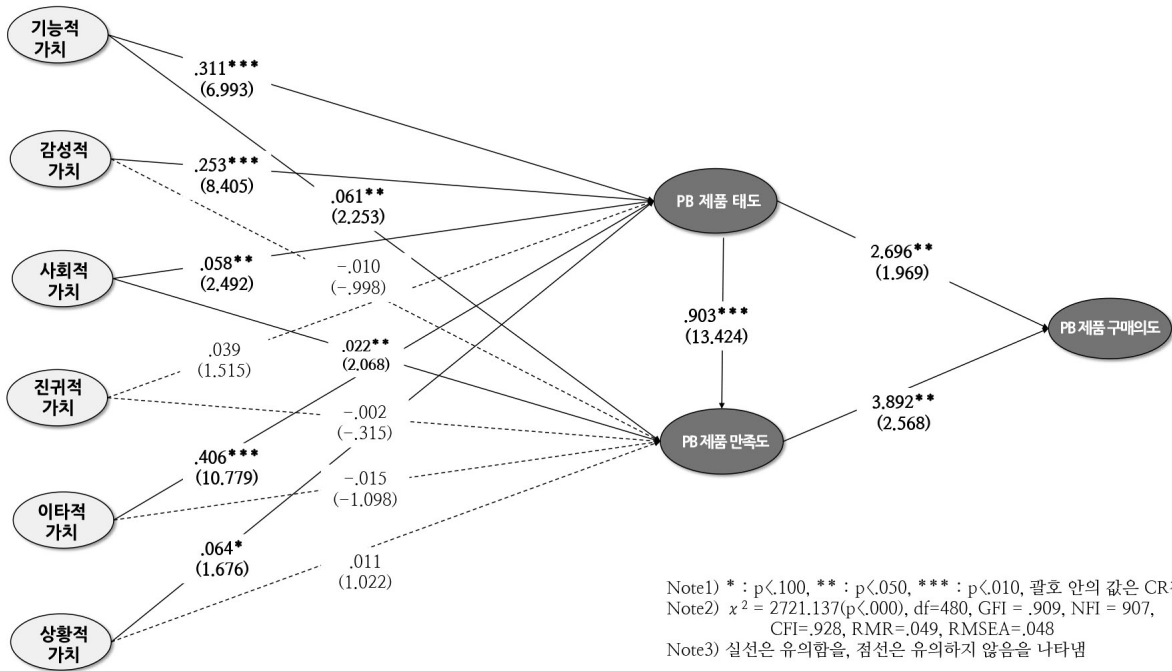 기능적
가치
.311***
(6.993)
감성적
가치
.253***
(8.405)
.061**
(2.253)
PB 제품 태도
사회적
가치
.058**
(2.492)
-.010
(-.998)
2.696**
(1.969)
.903***
(13.424)
PB 제품 구매의도
.039
(1.515)
.022**
(2.068)
진귀적
가치
-.002
(-.315)
3.892**
(2.568)
PB 제품 만족도
.406***
(10.779)
-.015
(-1.098)
이타적
가치
.064*
(1.676)
.011
(1.022)
상황적
가치
Note1) * : p<.100, ** : p<.050, *** : p<.010, 괄호 안의 값은 CR
Note2) x² = 2721.137(p<.000), df=480, GFI = .909, NFI = 907,
CFI=.928, RMR=.049, RMSEA=.048
Note3) 실선은 유의함을, 점선은 유의하지 않음을 나타냄